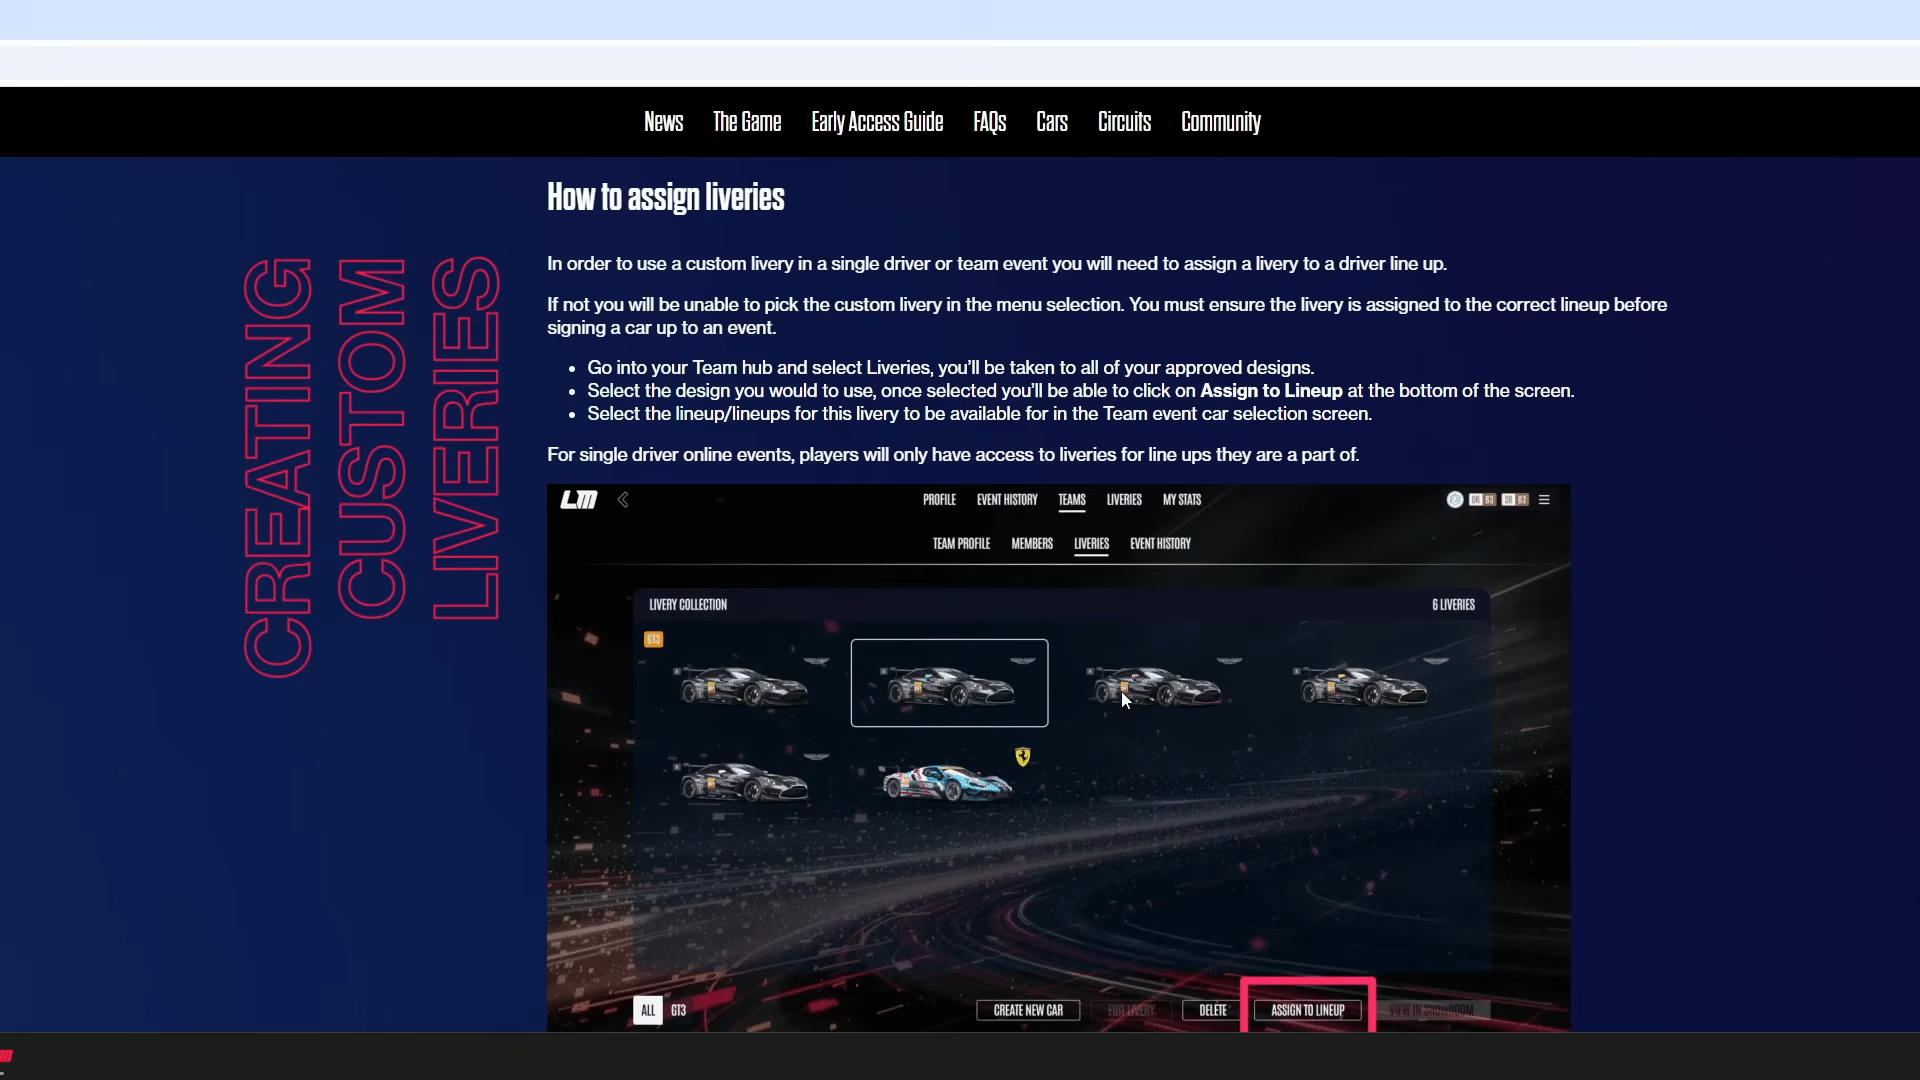 News The Game Early Access Guide FAQs Cars Circuits Community
How to assign liveries
CREATING
CUSTOM
LIVERIES
In order to use a custom livery in a single driver or team event you will need to assign a livery to a driver line up.
If not you will be unable to pick the custom livery in the menu selection. You must ensure the livery is assigned to the correct lineup before
signing a car up to an event.
• Go into your Team hub and select Liveries, you’ll be taken to all of your approved designs.
• Select the design you would to use, once selected you’ll be able to click on Assign to Lineup at the bottom of the screen.
• Select the lineup/lineups for this livery to be available for in the Team event car selection screen.
For single driver online events, players will only have access to liveries for line ups they are a part of.
LM PROFILE EVENT HISTORY TEAMS LIVERIES MY STATS DR B3 SR B3
TEAM PROFILE MEMBERS LIVERIES EVENT HISTORY
LIVERY COLLECTION 6 LIVERIES
GT3
ALL GT3 CREATE NEW CAR EDIT LIVERY DELETE ASSIGN TO LINEUP VIEW IN SHOWROOM